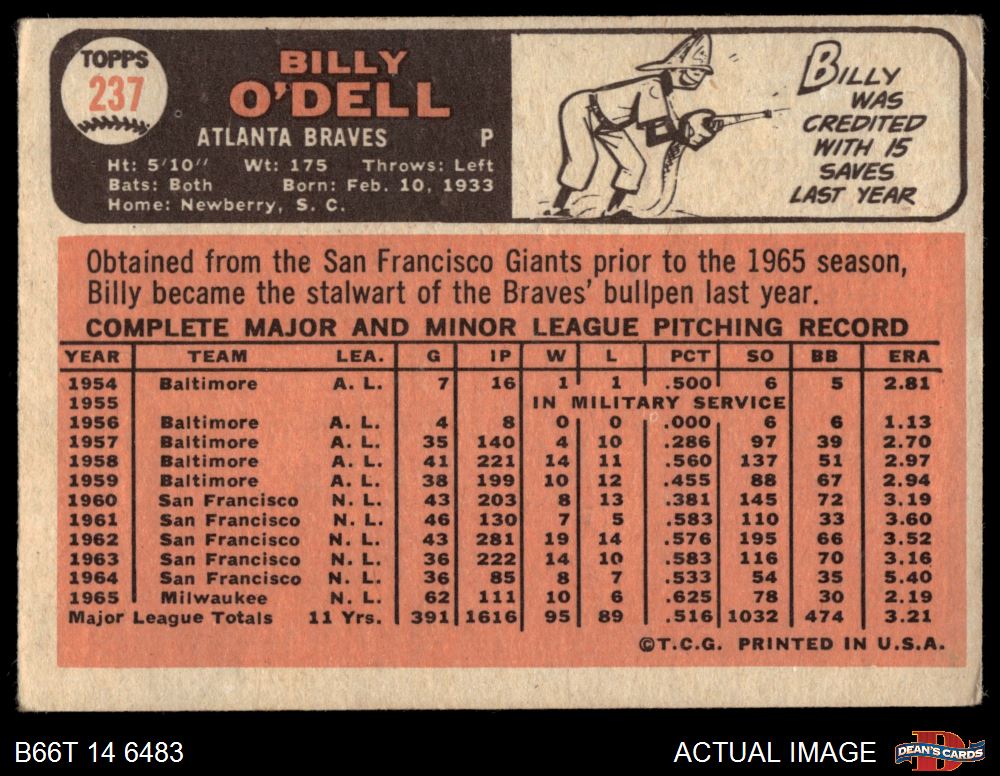 TOPPS
237
BILLY
O'DELL
ATLANTA BRAVES P
Ht: 5'10" Wt: 175 Throws: Left
Bats: Both Born: Feb. 10, 1933
Home: Newberry, S. C.
BILLY
WAS
CREDITED
WITH 15
SAVES
LAST YEAR
Obtained from the San Francisco Giants prior to the 1965 season,
Billy became the stalwart of the Braves' bullpen last year.
COMPLETE MAJOR AND MINOR LEAGUE PITCHING RECORD
YEAR TEAM LEA. G IP W L PCT SO BB ERA
1954 Baltimore A. L. 7 16 1 1 .500 6 5 2.81
1955 IN MILITARY SERVICE
1956 Baltimore A. L. 4 8 0 0 .000 6 6 1.13
1957 Baltimore A. L. 35 140 4 10 .286 97 39 2.70
1958 Baltimore A. L. 41 221 14 11 .560 137 51 2.97
1959 Baltimore A. L. 38 199 10 12 .455 88 67 2.94
1960 San Francisco N. L. 43 203 8 13 .381 145 72 3.19
1961 San Francisco N. L. 46 130 7 5 .583 110 33 3.60
1962 San Francisco N. L. 43 281 19 14 .576 195 66 3.52
1963 San Francisco N. L. 36 222 14 10 .583 116 70 3.16
1964 San Francisco N. L. 36 85 8 7 .533 54 35 5.40
1965 Milwaukee N. L. 62 111 10 6 .625 78 30 2.19
Major League Totals 11 Yrs. 391 1616 95 89 .516 1032 474 3.21
©T.C.G. PRINTED IN U.S.A.
B66T 14 6483
ACTUAL IMAGE
DEAN'S CARDS